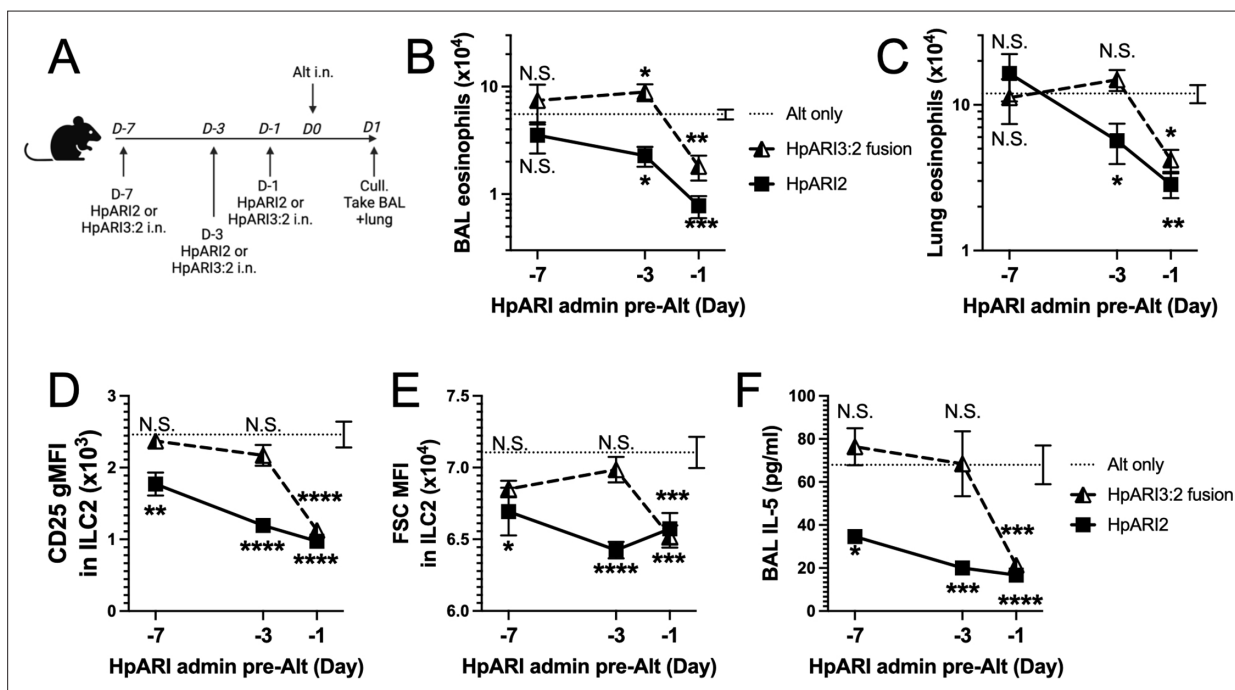 A
Alt i.n.
D-7 D-3 D-1 D0 D1
D-7
HpARI2 or
HpARI3:2 i.n.
D-3
HpARI2 or
HpARI3:2 i.n.
D-1
HpARI2 or
HpARI3:2 i.n.
Cull.
Take BAL
+lung
B
BAL eosinophils (x10⁴)
10
1
N.S.
*
**
N.S.
*
***
-7 -3 -1
HpARI admin pre-Alt (Day)
Alt only
HpARI3:2 fusion
HpARI2
C
Lung eosinophils (x10⁴)
10
1
N.S.
N.S.
*
N.S.
*
**
-7 -3 -1
HpARI admin pre-Alt (Day)
D
CD25 gMFI
in ILC2 (x10³)
3
2
1
0
N.S.
N.S.
****
**
****
****
-7 -3 -1
HpARI admin pre-Alt (Day)
E
FSC MFI
in ILC2 (x10⁴)
7.5
7.0
6.5
6.0
N.S.
N.S.
***
*
****
***
-7 -3 -1
HpARI admin pre-Alt (Day)
F
BAL IL-5 (pg/ml)
100
80
60
40
20
0
N.S.
N.S.
***
*
***
****
-7 -3 -1
HpARI admin pre-Alt (Day)
Alt only
HpARI3:2 fusion
HpARI2